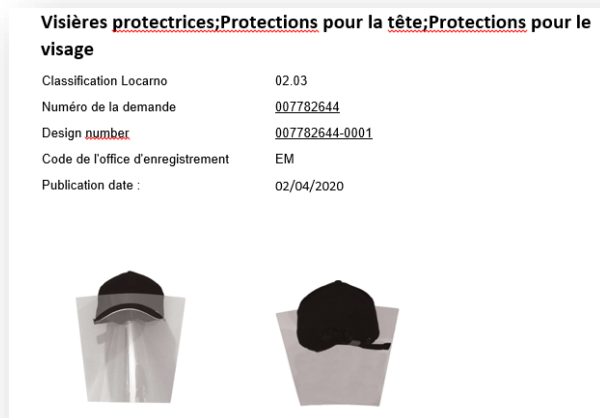 Visières protectrices;Protections pour la tête;Protections pour le
visage
Classification Locarno 02.03
Numéro de la demande 007782644
Design number 007782644-0001
Code de l'office d'enregistrement EM
Publication date : 02/04/2020